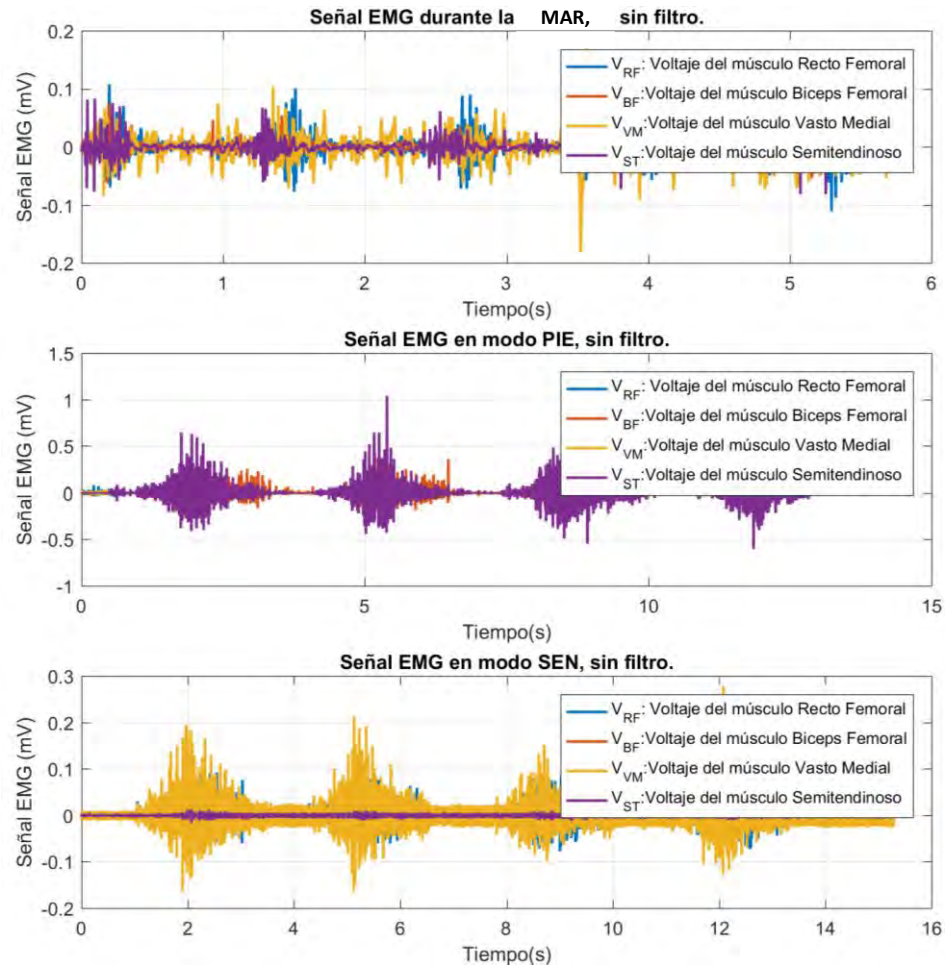 Señal EMG durante la MAR, sin filtro.
0.2
0.1
0
-0.1
-0.2
Señal EMG (mV)
V_RF: Voltaje del músculo Recto Femoral
V_BF:Voltaje del músculo Biceps Femoral
V_VM:Voltaje del músculo Vasto Medial
V_ST:Voltaje del músculo Semitendinoso
0 1 2 3 4 5 6
Tiempo(s)
Señal EMG en modo PIE, sin filtro.
1.5
1
0.5
0
-0.5
-1
Señal EMG (mV)
V_RF: Voltaje del músculo Recto Femoral
V_BF:Voltaje del músculo Biceps Femoral
V_VM:Voltaje del músculo Vasto Medial
V_ST:Voltaje del músculo Semitendinoso
0 5 10 15
Tiempo(s)
Señal EMG en modo SEN, sin filtro.
0.3
0.2
0.1
0
-0.1
-0.2
Señal EMG (mV)
V_RF: Voltaje del músculo Recto Femoral
V_BF:Voltaje del músculo Biceps Femoral
V_VM:Voltaje del músculo Vasto Medial
V_ST:Voltaje del músculo Semitendinoso
0 2 4 6 8 10 12 14 16
Tiempo(s)